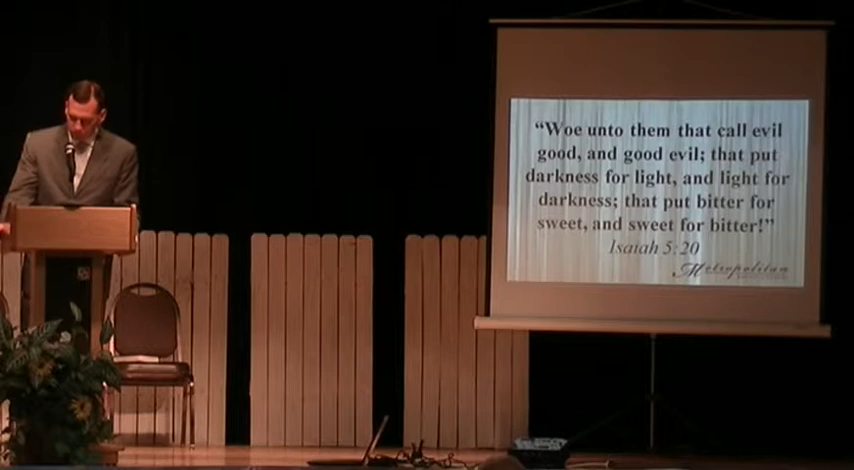 “Woe unto them that call evil
good, and good evil; that put
darkness for light, and light for
darkness; that put bitter for
sweet, and sweet for bitter!”
Isaiah 5:20
Metropolitan